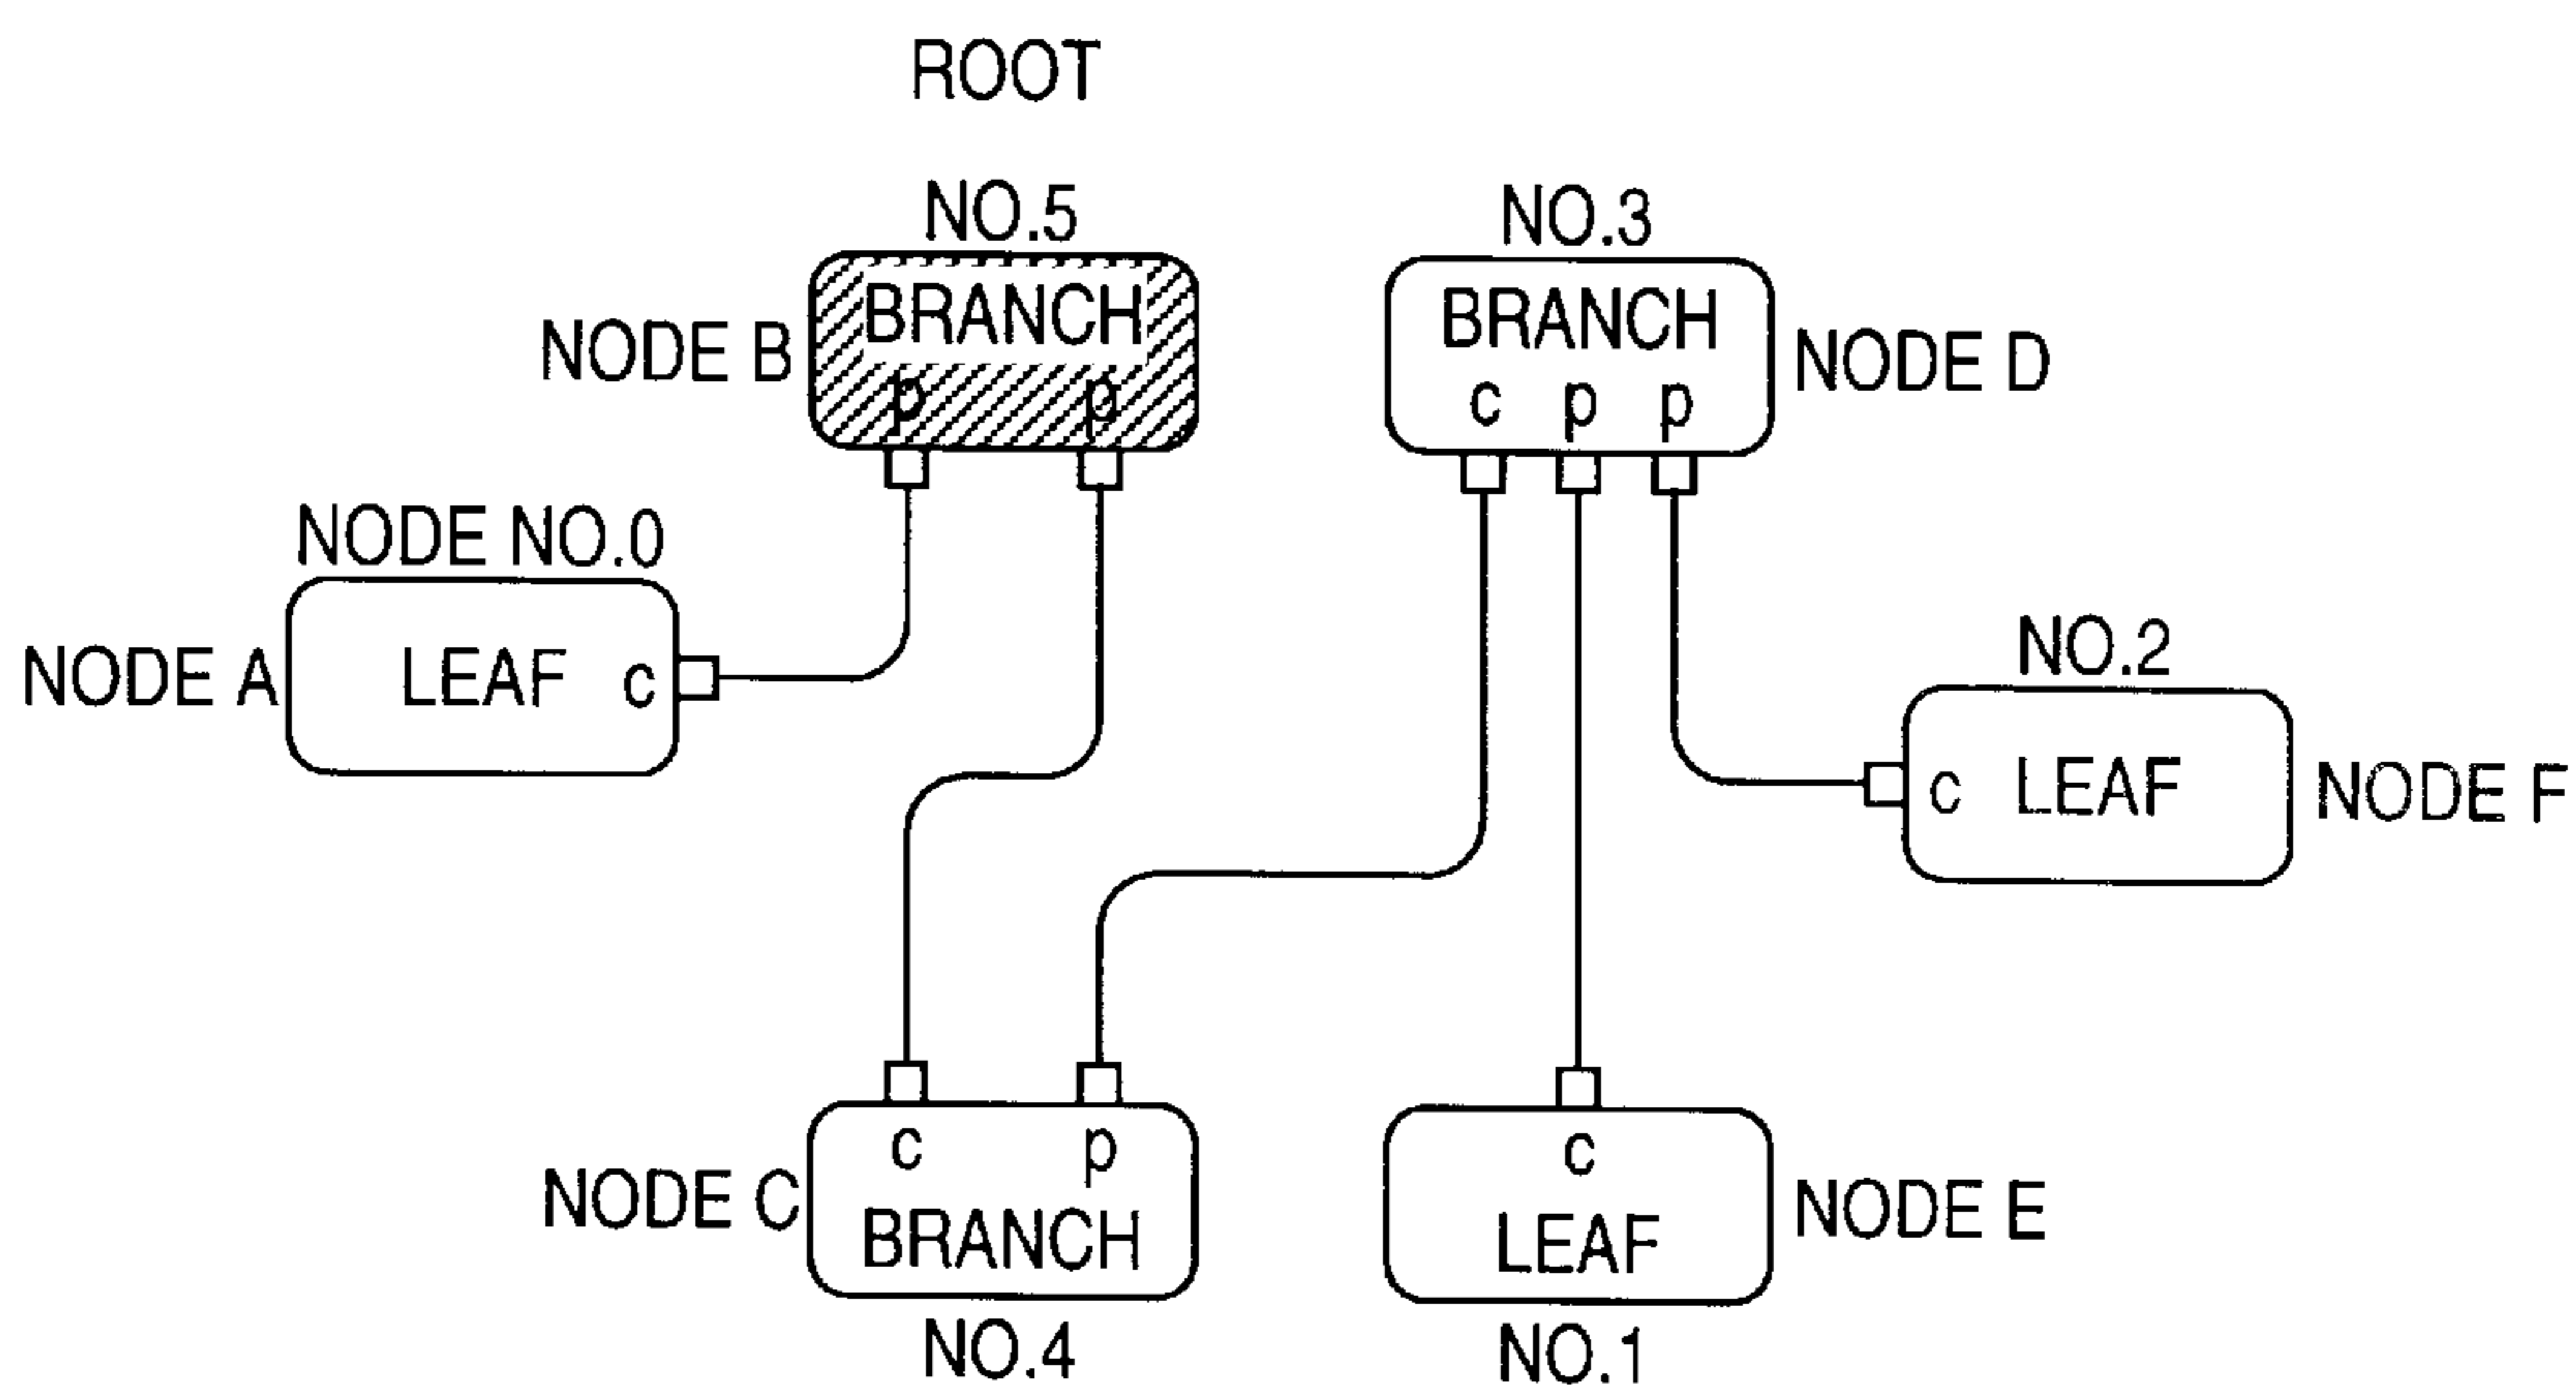 ROOT
NO.5
NO.3
BRANCH
BRANCH
NODE B
NODE D
p p
c p p
NODE NO.0
NO.2
NODE A
LEAF c
c LEAF
NODE F
c p
c
NODE C
NODE E
BRANCH
LEAF
NO.4
NO.1